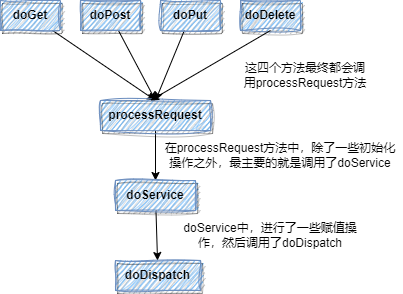 doGet doPost doPut doDelete
这四个方法最终都会调
用processRequest方法
processRequest
在processRequest方法中，除了一些初始化
操作之外，最主要的就是调用了doService
doService
doService中，进行了一些赋值操
作，然后调用了doDispatch
doDispatch